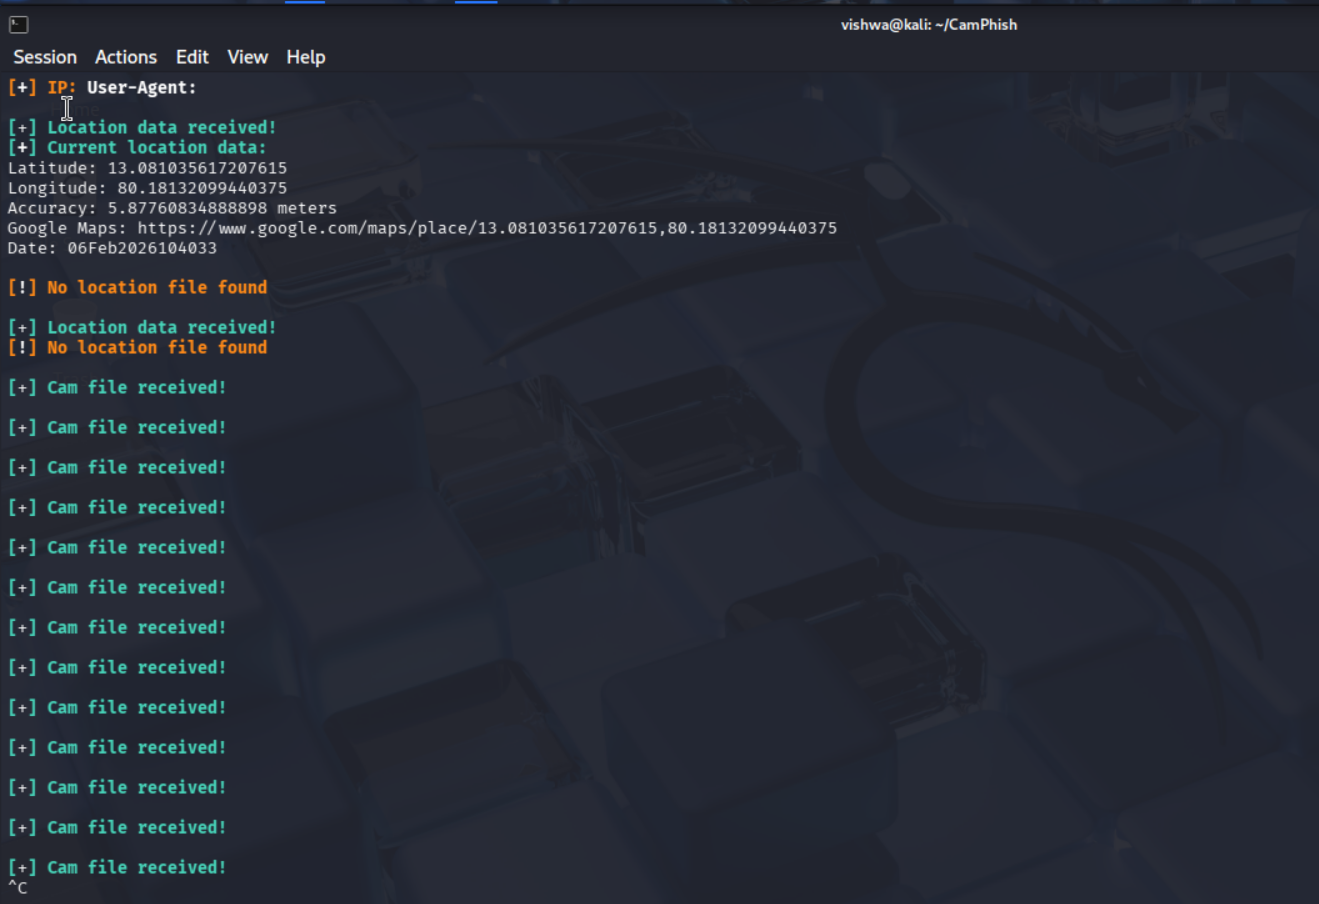 vishwa@kali: ~/CamPhish
Session Actions Edit View Help
[+] IP: User-Agent:
[+] Location data received!
[+] Current location data:
Latitude: 13.081035617207615
Longitude: 80.18132099440375
Accuracy: 5.87760834888898 meters
Google Maps: https://www.google.com/maps/place/13.081035617207615,80.18132099440375
Date: 06Feb2026104033
[!] No location file found
[+] Location data received!
[!] No location file found
[+] Cam file received!
[+] Cam file received!
[+] Cam file received!
[+] Cam file received!
[+] Cam file received!
[+] Cam file received!
[+] Cam file received!
[+] Cam file received!
[+] Cam file received!
[+] Cam file received!
[+] Cam file received!
[+] Cam file received!
[+] Cam file received!
^C